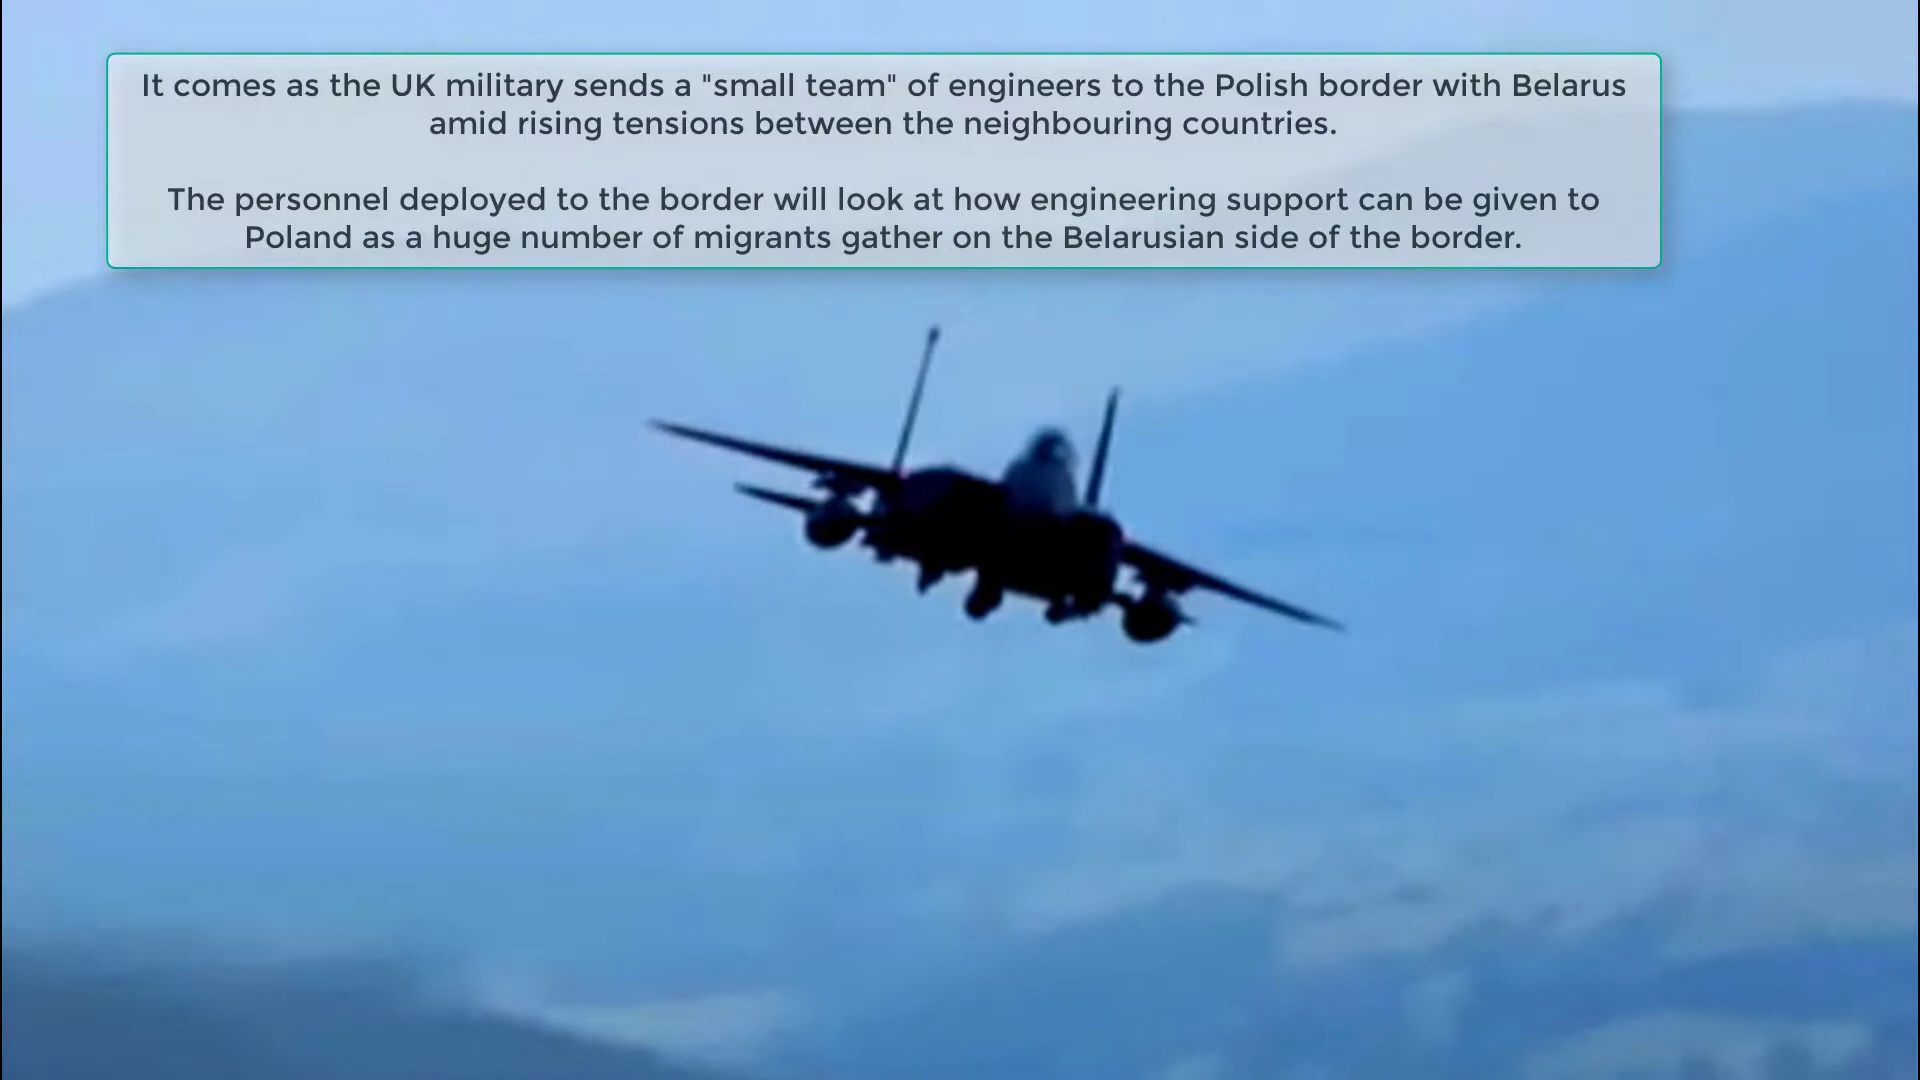 It comes as the UK military sends a "small team" of engineers to the Polish border with Belarus
amid rising tensions between the neighbouring countries.
The personnel deployed to the border will look at how engineering support can be given to
Poland as a huge number of migrants gather on the Belarusian side of the border.